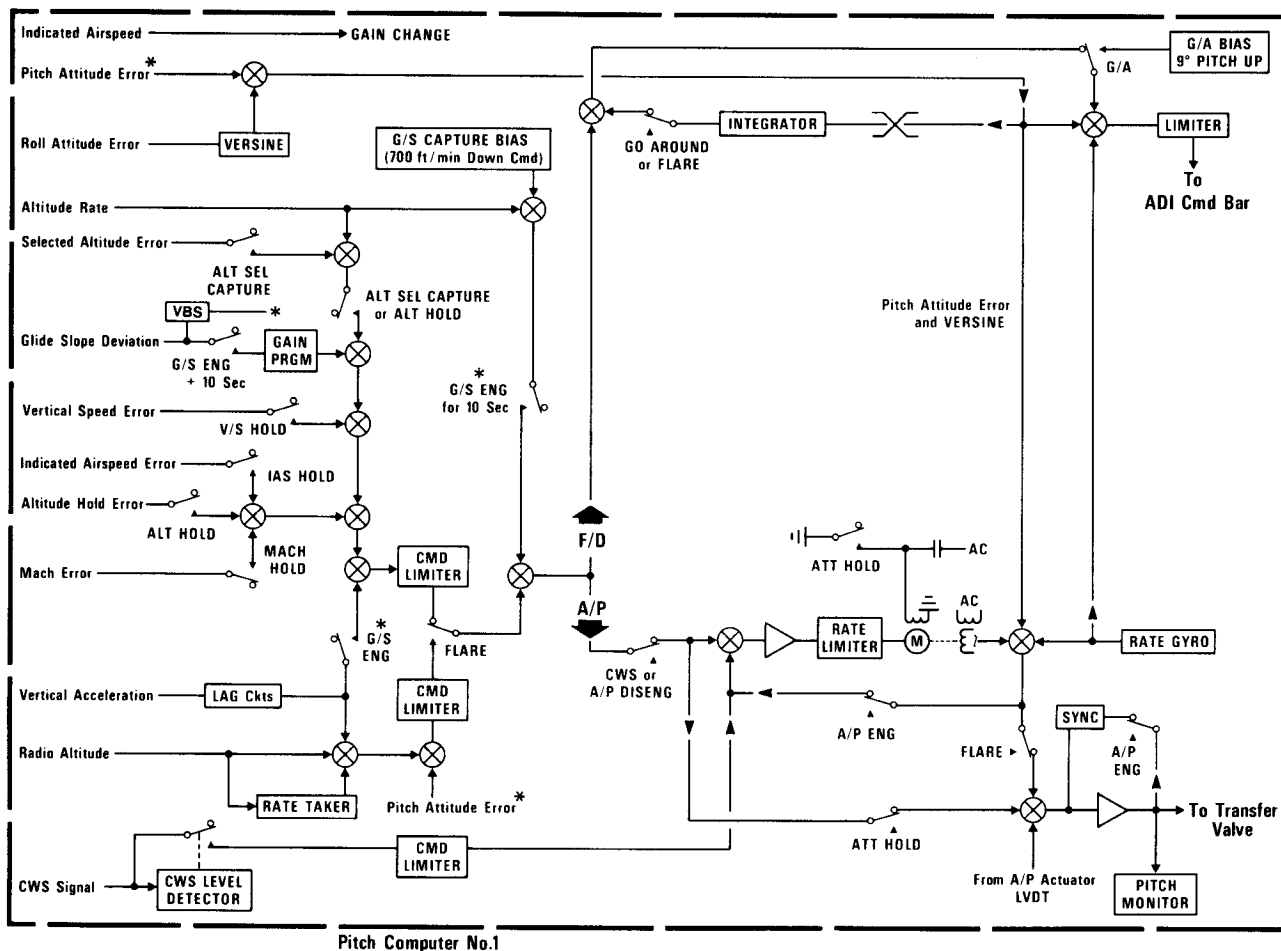 Indicated Airspeed
GAIN CHANGE
G/A BIAS
9° PITCH UP
Pitch Attitude Error*
G/A
Roll Attitude Error
VERSINE
G/S CAPTURE BIAS
(700 ft/min Down Cmd)
INTEGRATOR
GO AROUND
or FLARE
LIMITER
To
ADI Cmd Bar
Altitude Rate
Selected Altitude Error
ALT SEL
CAPTURE
ALT SEL CAPTURE
or ALT HOLD
VBS
*
Glide Slope Deviation
G/S ENG
+ 10 Sec
GAIN
PRGM
Pitch Attitude Error
and VERSINE
*
G/S ENG
for 10 Sec
Vertical Speed Error
V/S HOLD
Indicated Airspeed Error
IAS HOLD
Altitude Hold Error
ALT HOLD
MACH
HOLD
Mach Error
CMD
LIMITER
F/D
A/P
ATT HOLD
AC
AC
* G/S
ENG
FLARE
CWS or
A/P DISENG
RATE
LIMITER
M
RATE GYRO
Vertical Acceleration
LAG Ckts
CMD
LIMITER
A/P ENG
SYNC
A/P
ENG
FLARE
Radio Altitude
RATE TAKER
Pitch Attitude Error*
To Transfer
Valve
ATT HOLD
CWS Signal
CWS LEVEL
DETECTOR
CMD
LIMITER
From A/P Actuator
LVDT
PITCH
MONITOR
Pitch Computer No.1